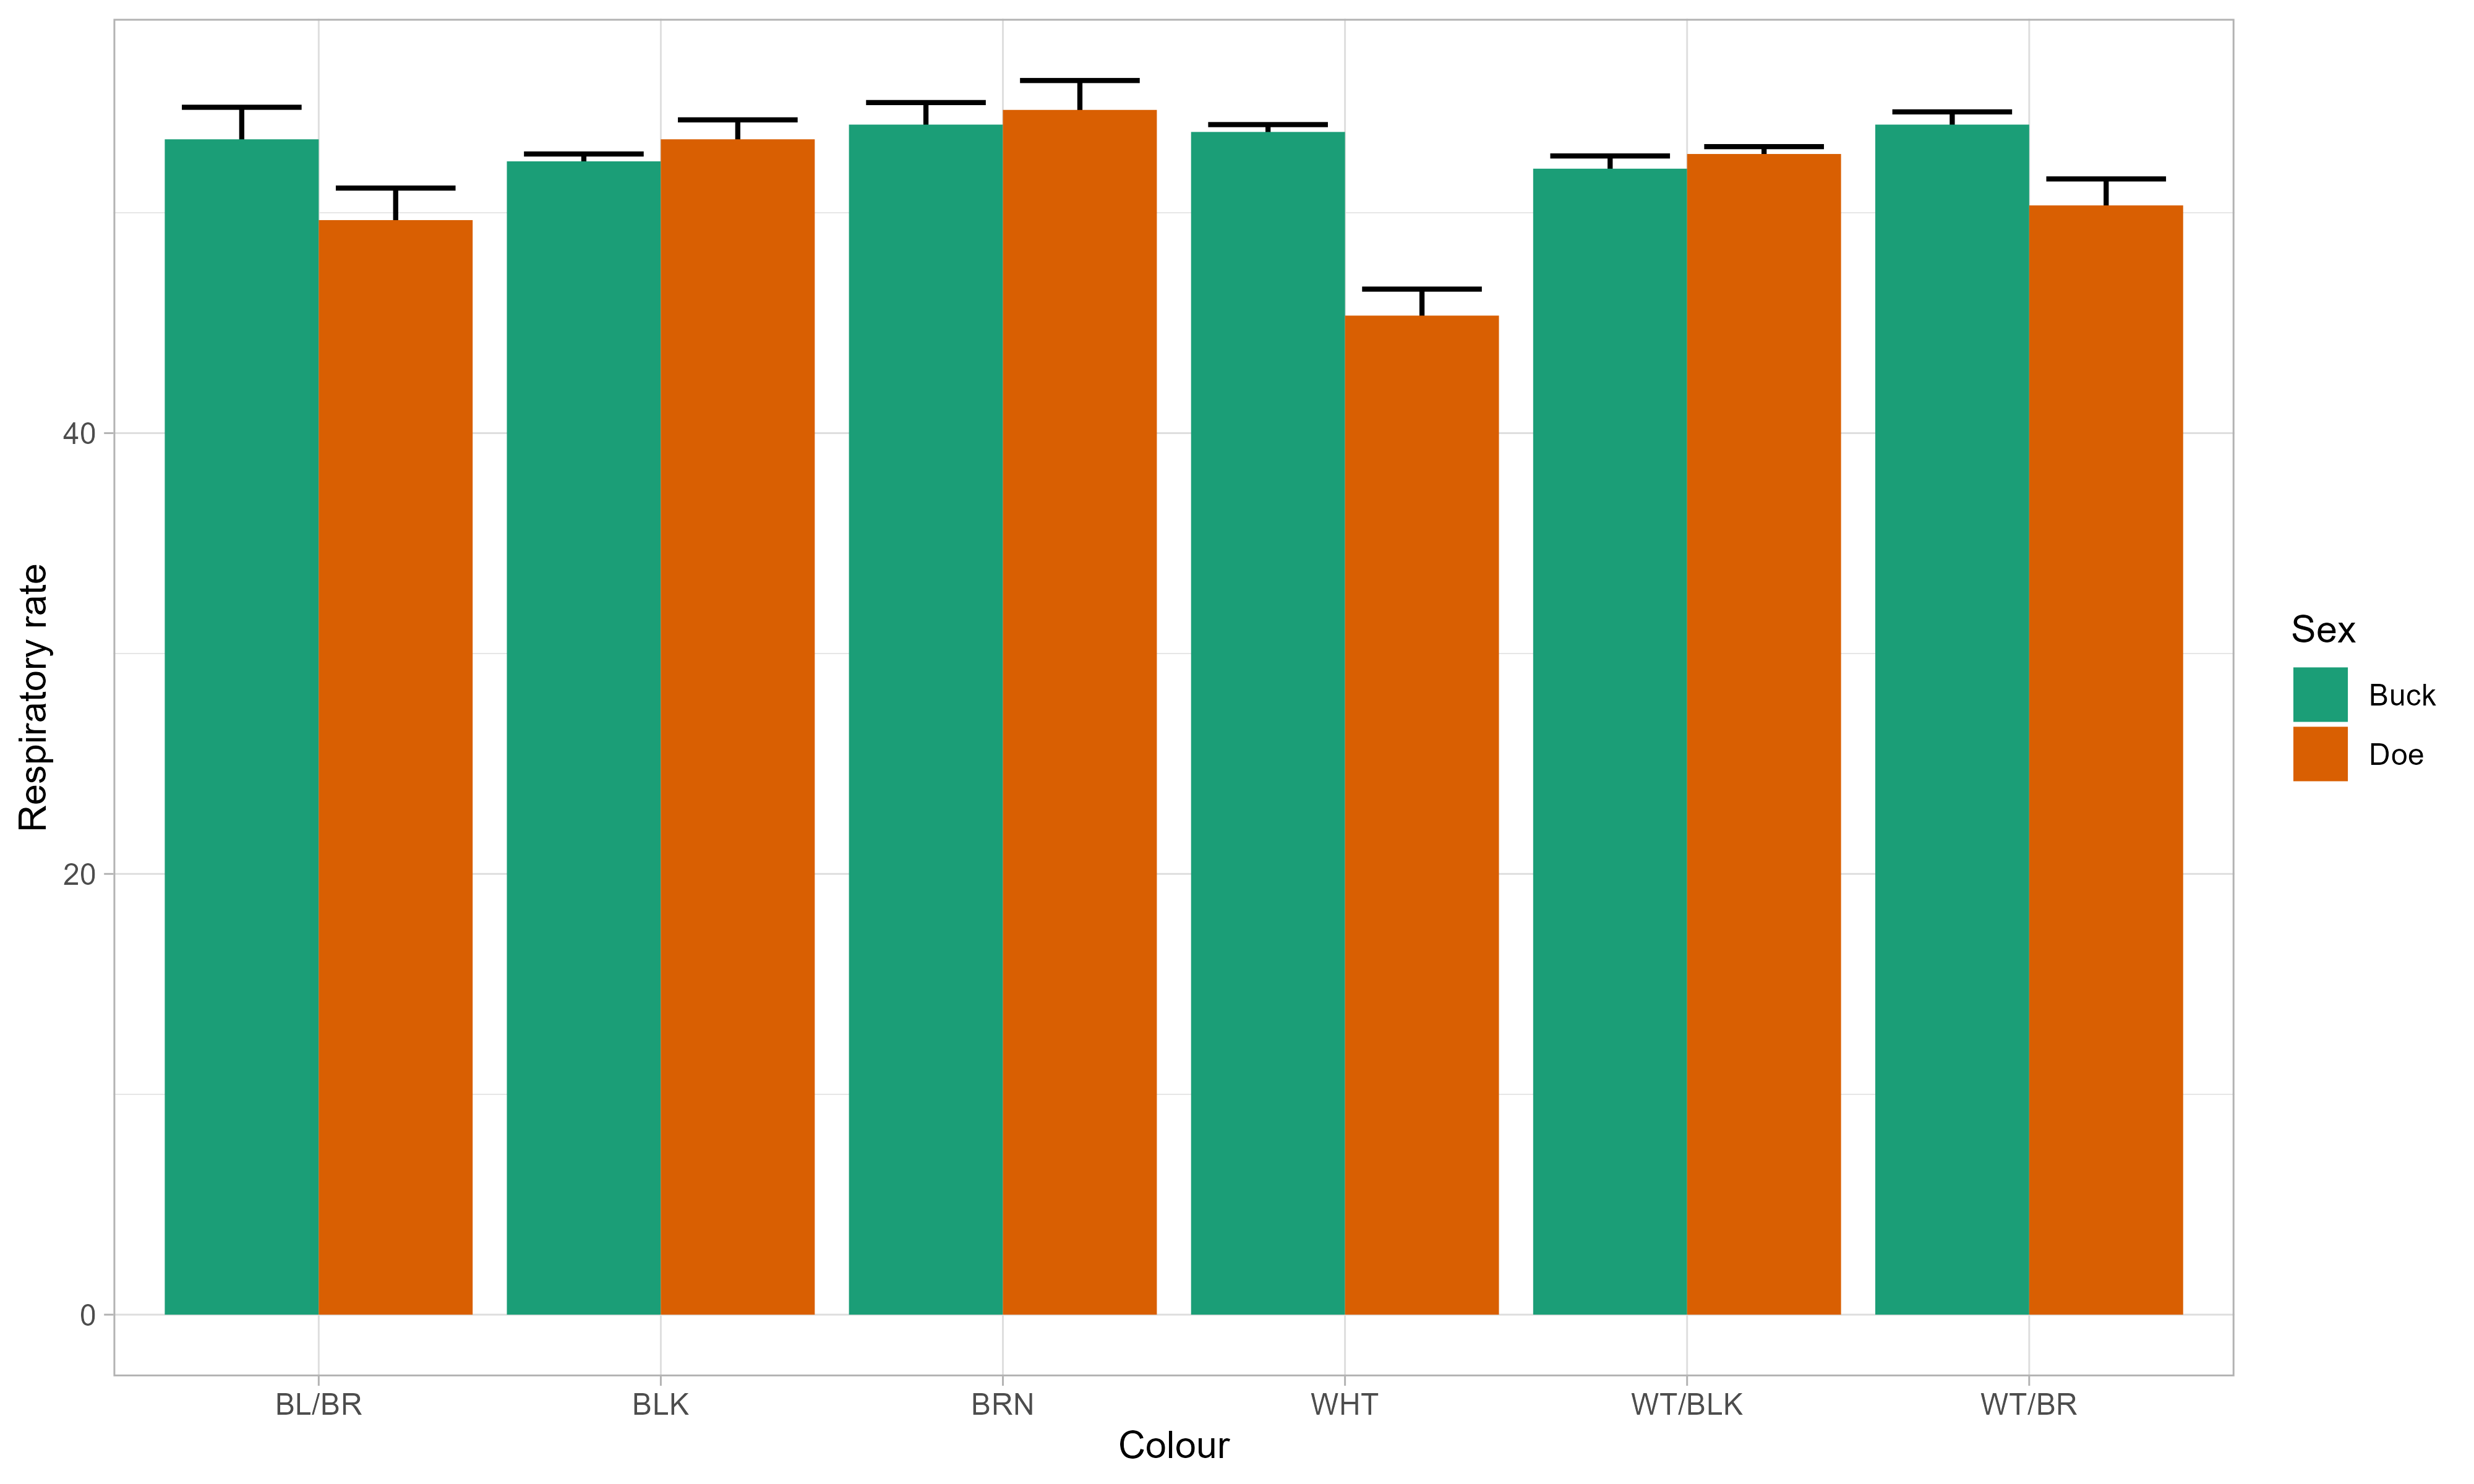 Respiratory rate
40
20
0
BL/BR
BLK
BRN
WHT
WT/BLK
WT/BR
Colour
Sex
Buck
Doe